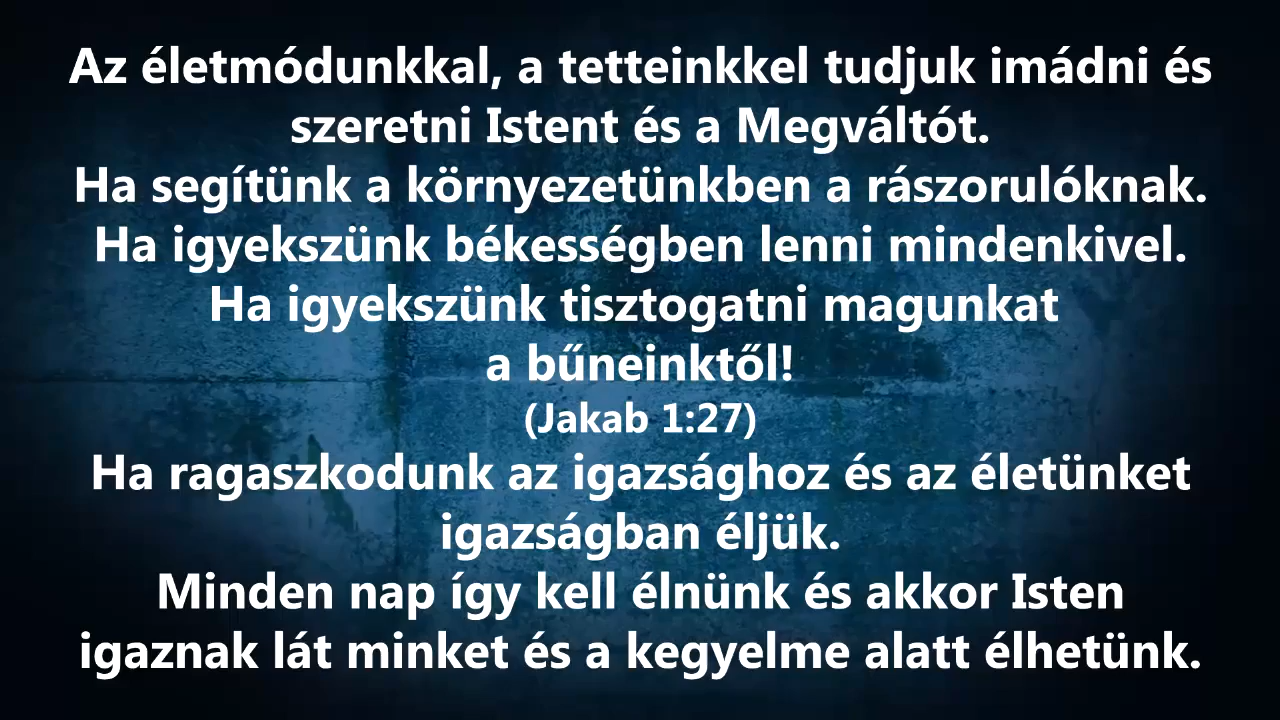 Az életmódunkkal, a tetteinkkel tudjuk imádni és
szeretni Istent és a Megváltót.
Ha segítünk a környezetünkben a rászorulóknak.
Ha igyekszünk békességben lenni mindenkivel.
Ha igyekszünk tisztogatni magunkat
a bűneinktől!
(Jakab 1:27)
Ha ragaszkodunk az igazsághoz és az életünket
igazságban éljük.
Minden nap így kell élnünk és akkor Isten
igaznak lát minket és a kegyelme alatt élhetünk.